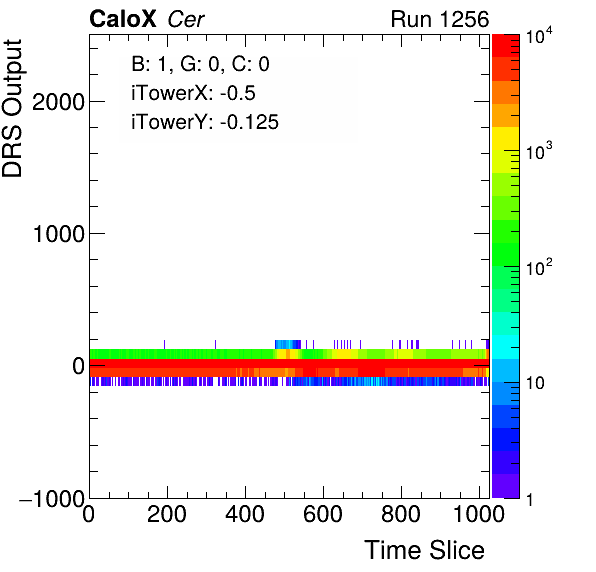 CaloX Cer
Run 1256
DRS Output
B: 1, G: 0, C: 0
iTowerX: -0.5
iTowerY: -0.125
2000
1000
0
−1000
0
200
400
600
800
1000
Time Slice
10^4
10^3
10^2
10
1